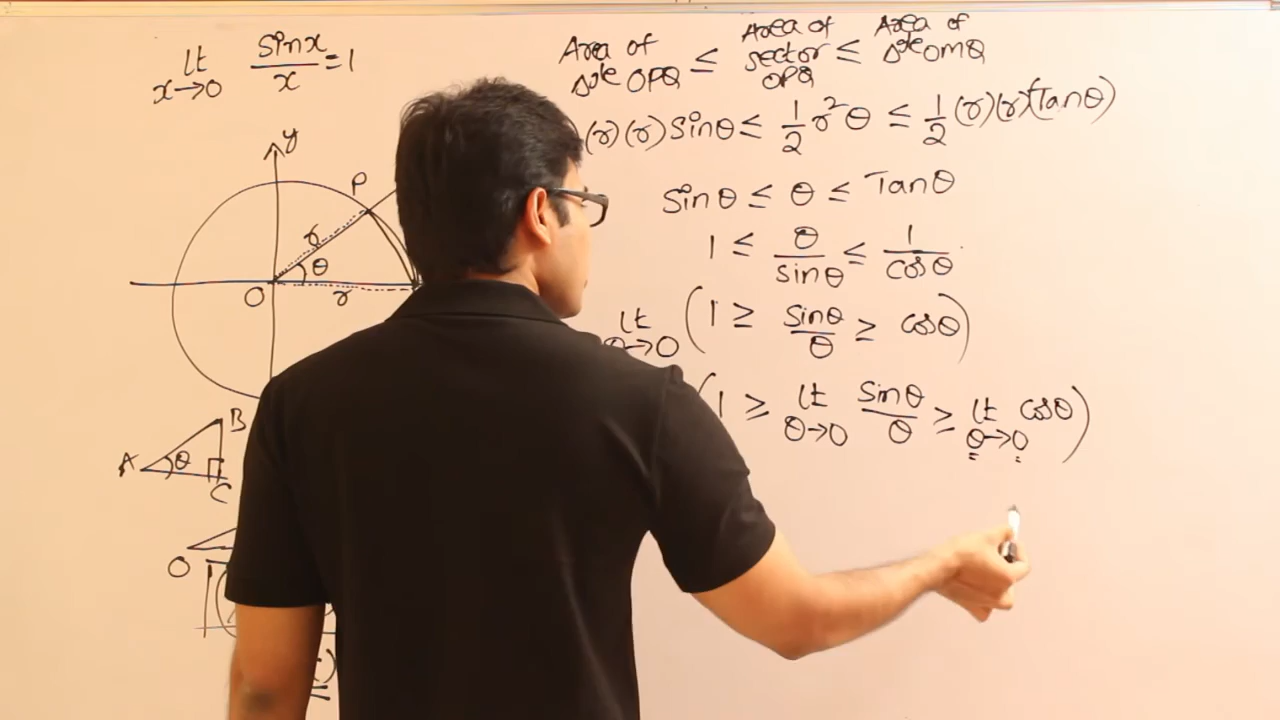 lt sinx/x = 1
x→0
Area of Δle OPQ ≤ Area of sector OPQ ≤ Area of Δle OMQ
(r)(r) Sinθ ≤ 1/2 r²θ ≤ 1/2 (r)(r)(Tanθ)
Sinθ ≤ θ ≤ Tanθ
1 ≤ θ/sinθ ≤ 1/cosθ
lt θ→0 (1 ≥ sinθ/θ ≥ cosθ)
(1 ≥ lt θ→0 Sinθ/θ ≥ lt θ→0 cosθ)
y
P
r
θ
O
r
B
A θ
C
O